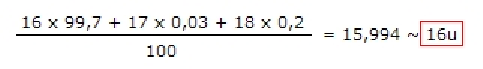 16 x 99,7 + 17 x 0,03 + 18 x 0,2
100
= 15,994 ~ 16u